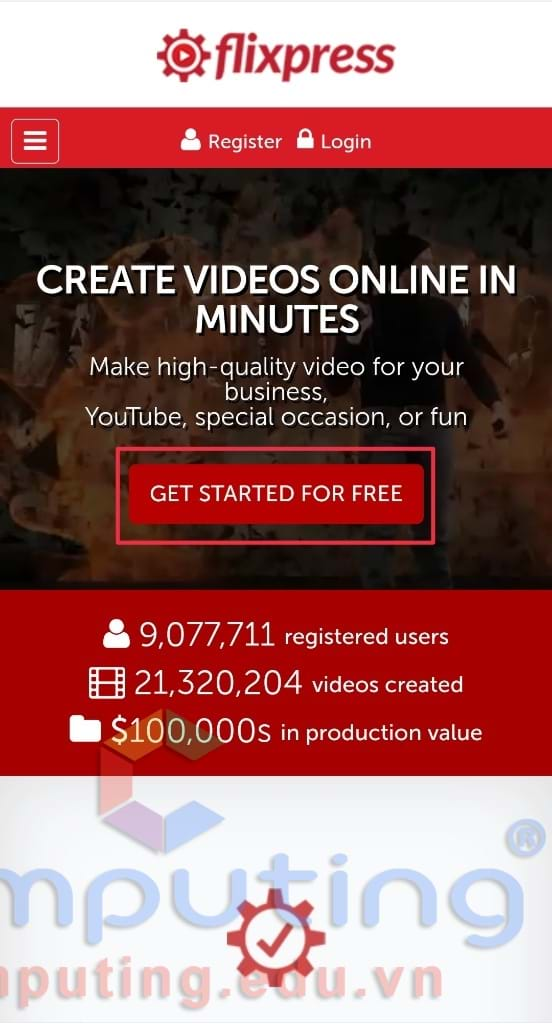 flixpress
Register Login
CREATE VIDEOS ONLINE IN
MINUTES
Make high-quality video for your
business,
YouTube, special occasion, or fun
GET STARTED FOR FREE
9,077,711 registered users
21,320,204 videos created
$100,000s in production value
mputing®
mputing.edu.vn